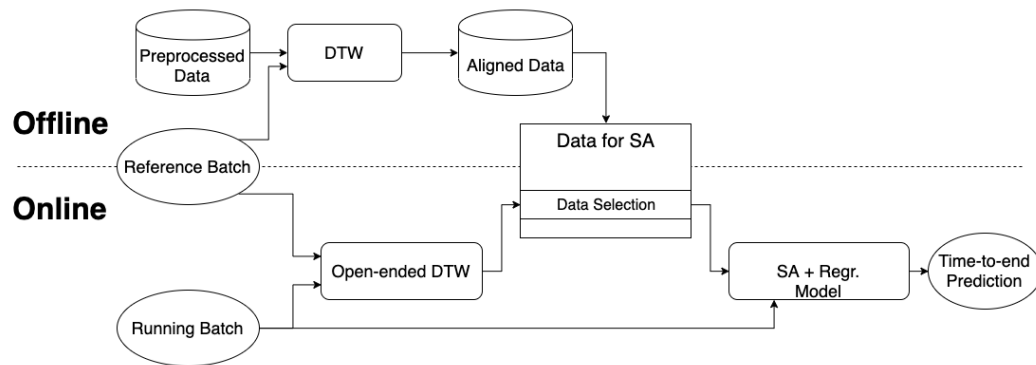 Preprocessed
Data
DTW
Aligned Data
Offline
Data for SA
Reference Batch
Online
Data Selection
Open-ended DTW
SA + Regr.
Model
Time-to-end
Prediction
Running Batch